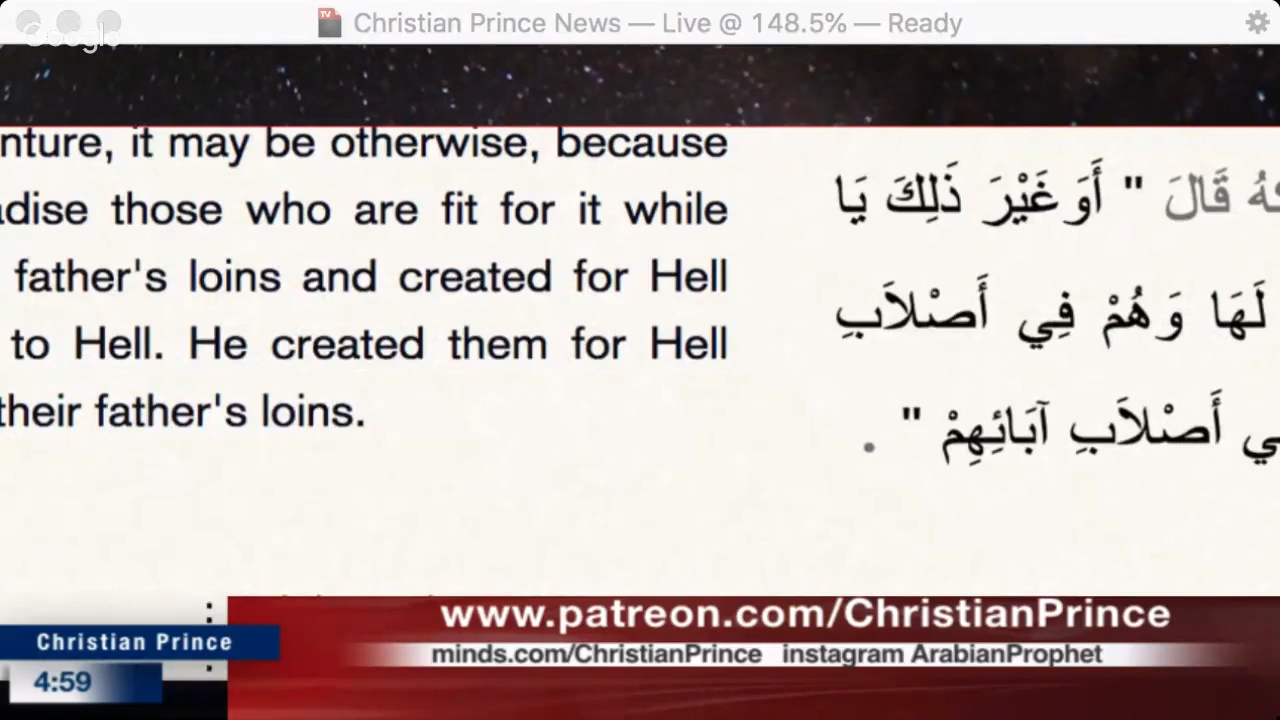 Christian Prince News — Live @ 148.5% — Ready
Google
nture, it may be otherwise, because
adise those who are fit for it while
father's loins and created for Hell
to Hell. He created them for Hell
their father's loins.
قَالَ " أَوَغَيْرَ ذَلِكَ يَا
لَهَا وَهُمْ فِي أَصْلاَبِ
أَصْلاَبِ آبَائِهِمْ " .
www.patreon.com/ChristianPrince
minds.com/ChristianPrince instagram ArabianProphet
Christian Prince
4:59